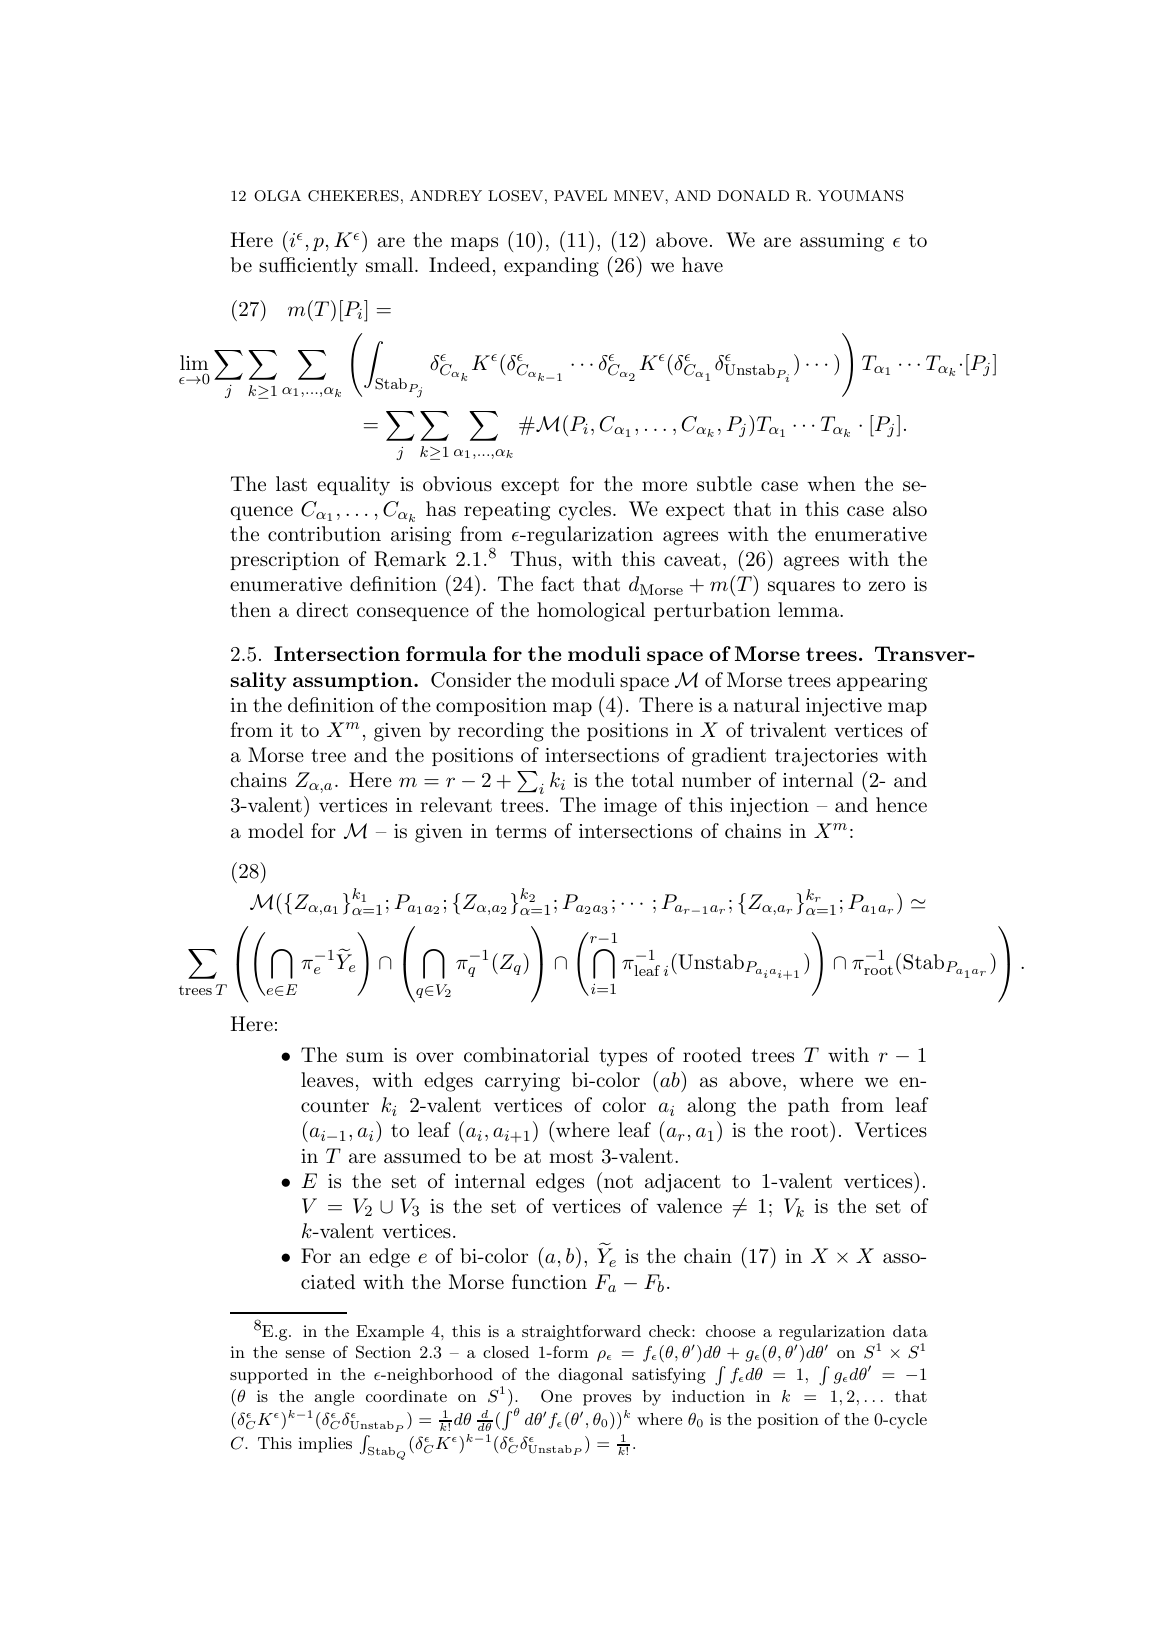 12 OLGA CHEKERES, ANDREY LOSEV, PAVEL MNEV, AND DONALD R. YOUMANS
Here $(i^\epsilon, p, K^\epsilon)$ are the maps (10), (11), (12) above. We are assuming $\epsilon$ to
be sufficiently small. Indeed, expanding (26) we have
(27) $m(T)[P_i] =$
$\lim_{\epsilon\to 0} \sum_j \sum_{k\geq 1} \sum_{\alpha_1,\ldots,\alpha_k} \left( \int_{\mathrm{Stab}_{P_j}} \delta^\epsilon_{C_{\alpha_k}} K^\epsilon(\delta^\epsilon_{C_{\alpha_{k-1}}} \cdots \delta^\epsilon_{C_{\alpha_2}} K^\epsilon(\delta^\epsilon_{C_{\alpha_1}} \delta^\epsilon_{\mathrm{Unstab}_{P_i}}) \cdots ) \right) T_{\alpha_1} \cdots T_{\alpha_k} \cdot [P_j]$
$= \sum_j \sum_{k\geq 1} \sum_{\alpha_1,\ldots,\alpha_k} \#\mathcal{M}(P_i, C_{\alpha_1}, \ldots, C_{\alpha_k}, P_j) T_{\alpha_1} \cdots T_{\alpha_k} \cdot [P_j].$
The last equality is obvious except for the more subtle case when the se-
quence $C_{\alpha_1}, \ldots, C_{\alpha_k}$ has repeating cycles. We expect that in this case also
the contribution arising from $\epsilon$-regularization agrees with the enumerative
prescription of Remark 2.1.$^8$ Thus, with this caveat, (26) agrees with the
enumerative definition (24). The fact that $d_{\mathrm{Morse}} + m(T)$ squares to zero is
then a direct consequence of the homological perturbation lemma.
2.5. Intersection formula for the moduli space of Morse trees. Transver-
sality assumption. Consider the moduli space $\mathcal{M}$ of Morse trees appearing
in the definition of the composition map (4). There is a natural injective map
from it to $X^m$, given by recording the positions in $X$ of trivalent vertices of
a Morse tree and the positions of intersections of gradient trajectories with
chains $Z_{\alpha,a}$. Here $m = r - 2 + \sum_i k_i$ is the total number of internal (2- and
3-valent) vertices in relevant trees. The image of this injection – and hence
a model for $\mathcal{M}$ – is given in terms of intersections of chains in $X^m$:
(28)
$\mathcal{M}(\{Z_{\alpha,a_1}\}_{\alpha=1}^{k_1}; P_{a_1a_2}; \{Z_{\alpha,a_2}\}_{\alpha=1}^{k_2}; P_{a_2a_3}; \cdots ; P_{a_{r-1}a_r}; \{Z_{\alpha,a_r}\}_{\alpha=1}^{k_r}; P_{a_1a_r}) \simeq$
$\sum_{\mathrm{trees}\, T} \left( \left( \bigcap_{e\in E} \pi_e^{-1} \widetilde{Y}_e \right) \cap \left( \bigcap_{q\in V_2} \pi_q^{-1}(Z_q) \right) \cap \left( \bigcap_{i=1}^{r-1} \pi_{\mathrm{leaf}\, i}^{-1}(\mathrm{Unstab}_{P_{a_ia_{i+1}}}) \right) \cap \pi_{\mathrm{root}}^{-1}(\mathrm{Stab}_{P_{a_1a_r}}) \right).$
Here:
• The sum is over combinatorial types of rooted trees $T$ with $r - 1$
leaves, with edges carrying bi-color $(ab)$ as above, where we en-
counter $k_i$ 2-valent vertices of color $a_i$ along the path from leaf
$(a_{i-1}, a_i)$ to leaf $(a_i, a_{i+1})$ (where leaf $(a_r, a_1)$ is the root). Vertices
in $T$ are assumed to be at most 3-valent.
• $E$ is the set of internal edges (not adjacent to 1-valent vertices).
$V = V_2 \cup V_3$ is the set of vertices of valence $\neq 1$; $V_k$ is the set of
$k$-valent vertices.
• For an edge $e$ of bi-color $(a, b)$, $\widetilde{Y}_e$ is the chain (17) in $X \times X$ asso-
ciated with the Morse function $F_a - F_b$.
$^8$E.g. in the Example 4, this is a straightforward check: choose a regularization data
in the sense of Section 2.3 – a closed 1-form $\rho_\epsilon = f_\epsilon(\theta, \theta')d\theta + g_\epsilon(\theta, \theta')d\theta'$ on $S^1 \times S^1$
supported in the $\epsilon$-neighborhood of the diagonal satisfying $\int f_\epsilon d\theta = 1$, $\int g_\epsilon d\theta' = -1$
($\theta$ is the angle coordinate on $S^1$). One proves by induction in $k = 1, 2, \ldots$ that
$(\delta^\epsilon_C K^\epsilon)^{k-1}(\delta^\epsilon_C \delta^\epsilon_{\mathrm{Unstab}_P}) = \frac{1}{k!} d\theta \frac{d}{d\theta} (\int^\theta d\theta' f_\epsilon(\theta', \theta_0))^k$ where $\theta_0$ is the position of the 0-cycle
$C$. This implies $\int_{\mathrm{Stab}_Q} (\delta^\epsilon_C K^\epsilon)^{k-1}(\delta^\epsilon_C \delta^\epsilon_{\mathrm{Unstab}_P}) = \frac{1}{k!}$.